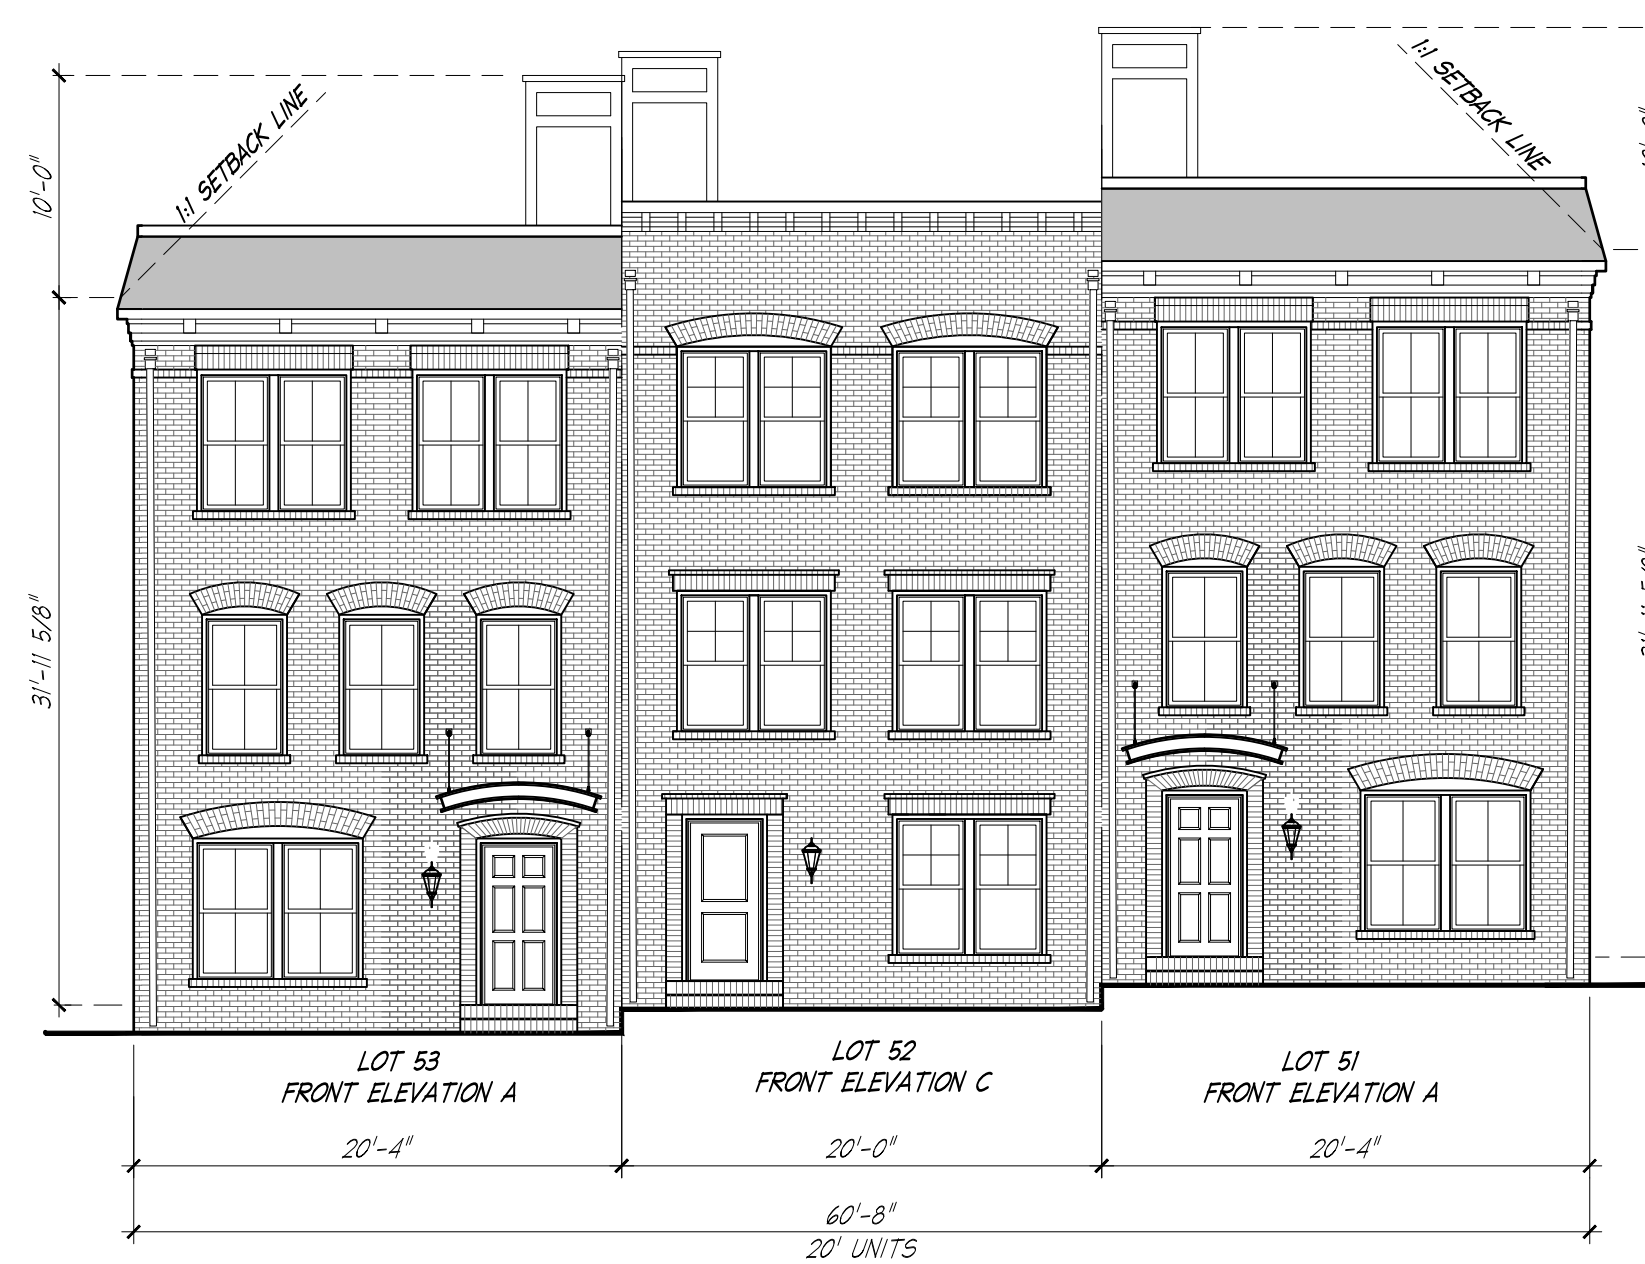 1:1 SETBACK LINE
1:1 SETBACK LINE
10'-0"
31'-11 5/8"
LOT 53
FRONT ELEVATION A
LOT 52
FRONT ELEVATION C
LOT 51
FRONT ELEVATION A
20'-4"
20'-0"
20'-4"
60'-8"
20' UNITS